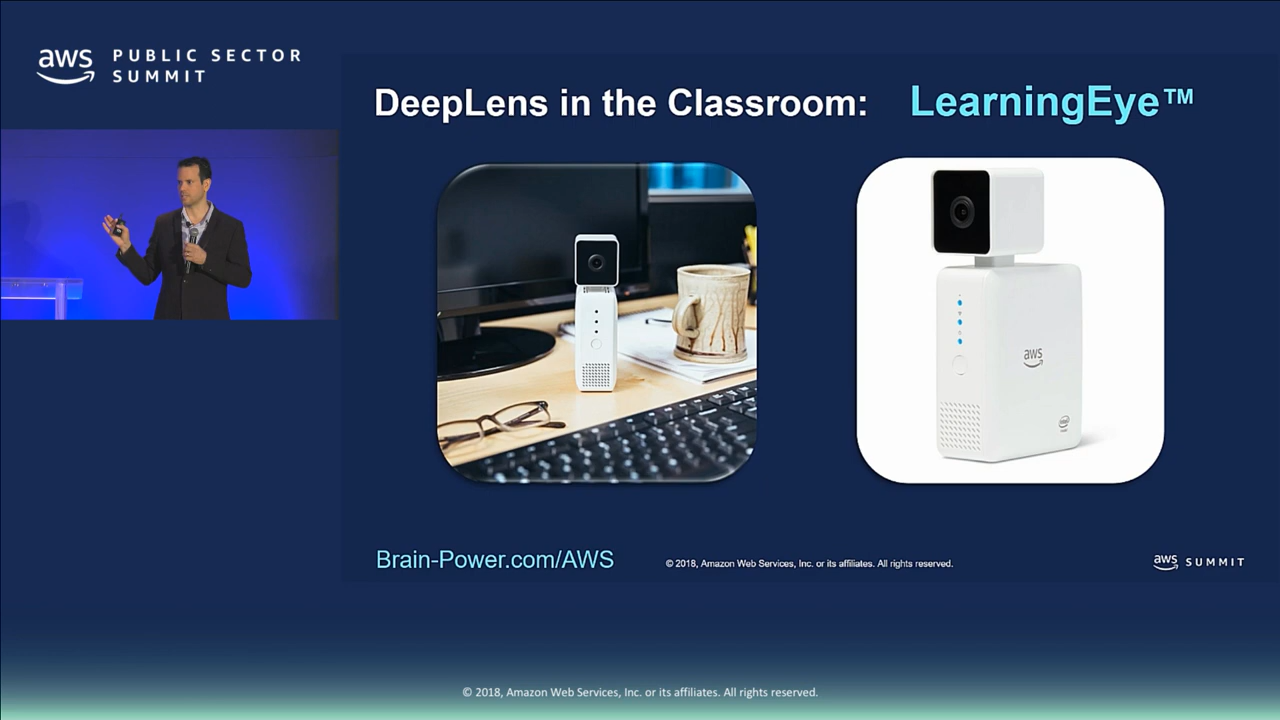 aws PUBLIC SECTOR
SUMMIT
DeepLens in the Classroom: LearningEye™
aws
Brain-Power.com/AWS
© 2018, Amazon Web Services, Inc. or its affiliates. All rights reserved.
aws SUMMIT
© 2018, Amazon Web Services, Inc. or its affiliates. All rights reserved.